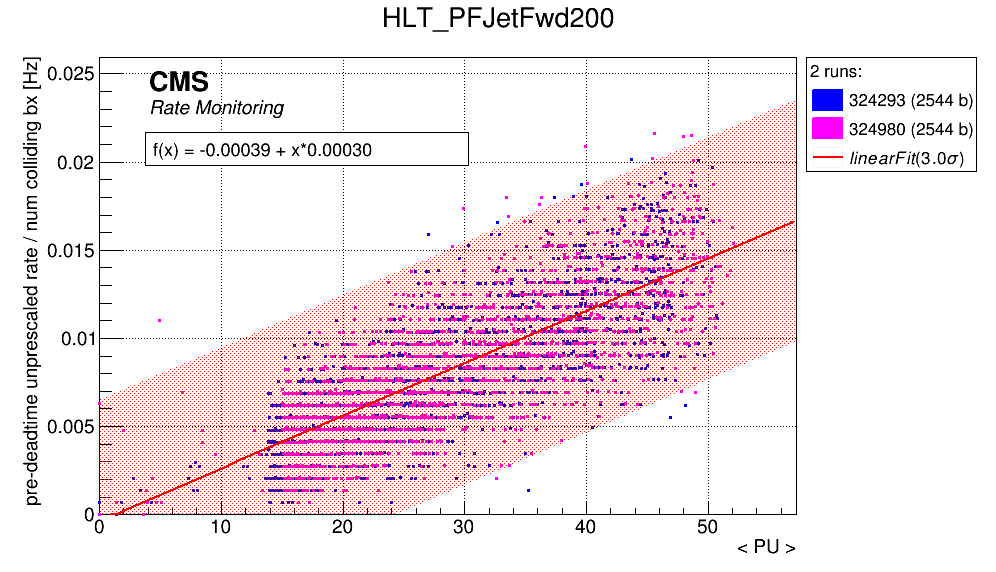 HLT_PFJetFwd200
pre-deadtime unprescaled rate / num colliding bx [Hz]
0.025
0.02
0.015
0.01
0.005
0
CMS
Rate Monitoring
f(x) = -0.00039 + x*0.00030
2 runs:
324293 (2544 b)
324980 (2544 b)
linearFit(3.0σ)
0 10 20 30 40 50
< PU >